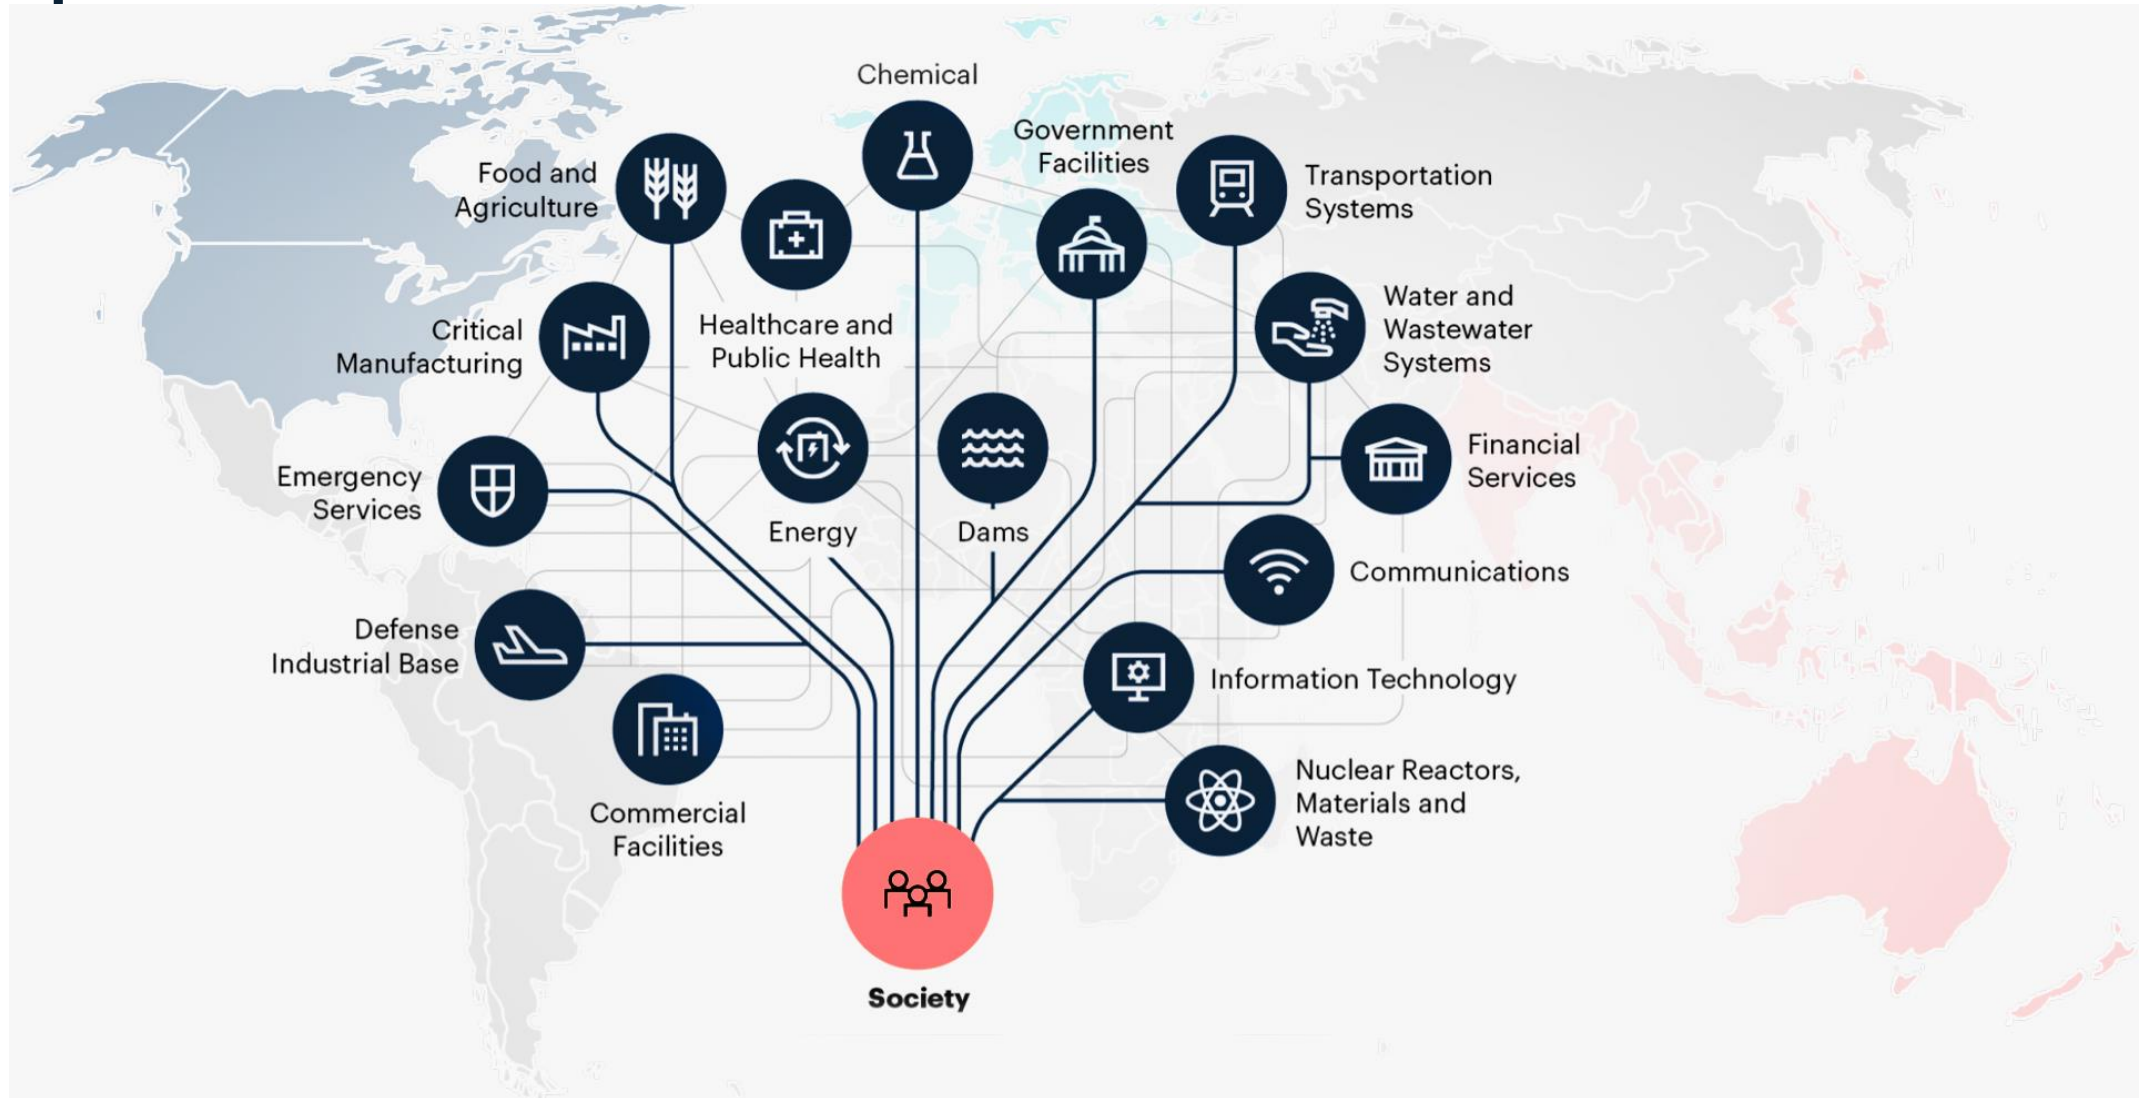 Chemical
Government
Facilities
Food and
Agriculture
Transportation
Systems
Healthcare and
Public Health
Critical
Manufacturing
Water and
Wastewater
Systems
Emergency
Services
Energy
Dams
Financial
Services
Communications
Defense
Industrial Base
Information Technology
Commercial
Facilities
Nuclear Reactors,
Materials and
Waste
Society